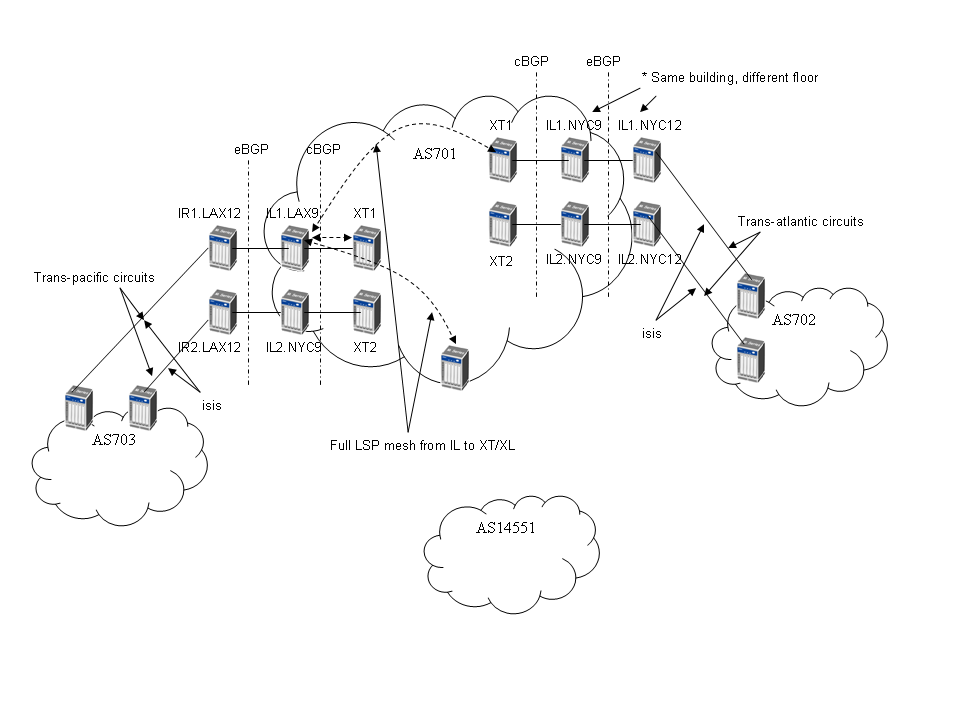 cBGP
eBGP
* Same building, different floor
XT1
IL1.NYC9
IL1.NYC12
AS701
eBGP
cBGP
IR1.LAX12
IL1.LAX9
XT1
XT2
IL2.NYC9
IL2.NYC12
Trans-atlantic circuits
Trans-pacific circuits
isis
AS702
IR2.LAX12
IL2.NYC9
XT2
isis
AS703
Full LSP mesh from IL to XT/XL
AS14551